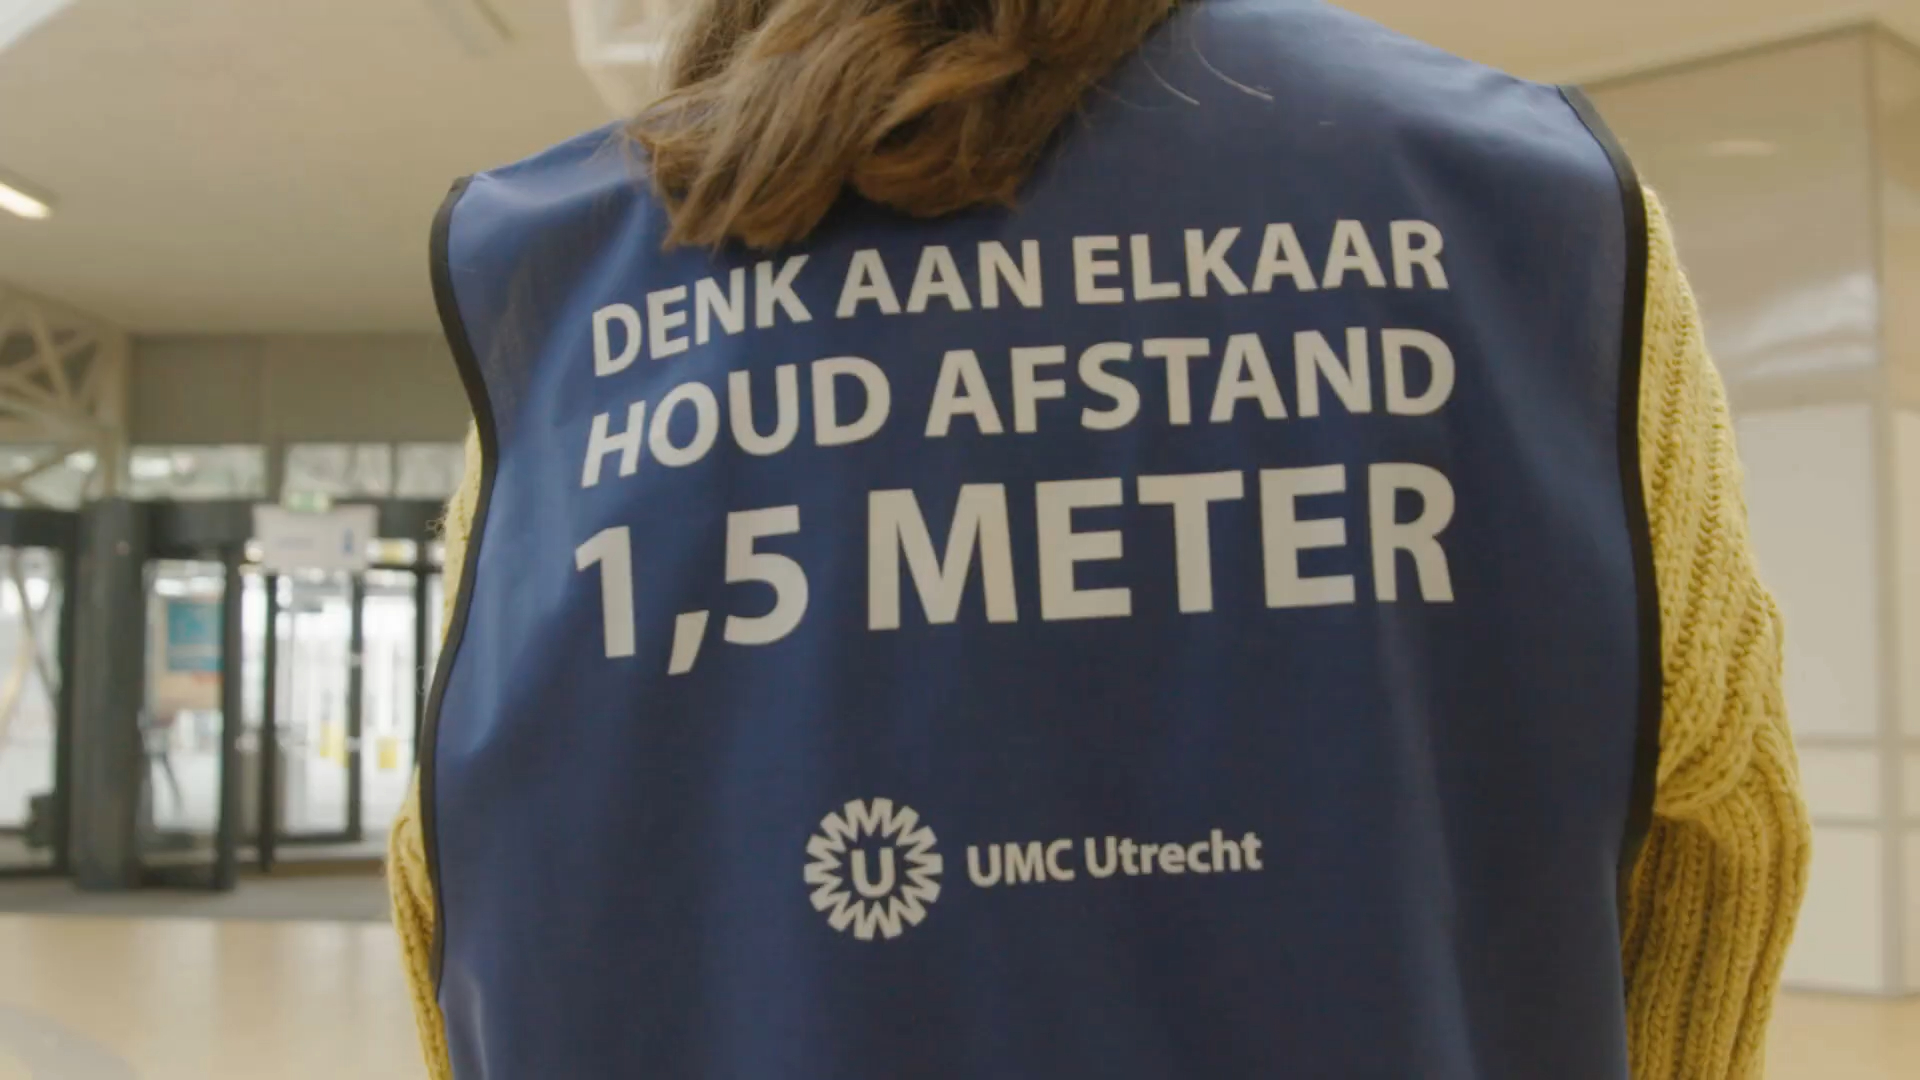 DENK AAN ELKAAR
HOUD AFSTAND
1,5 METER
U
UMC Utrecht